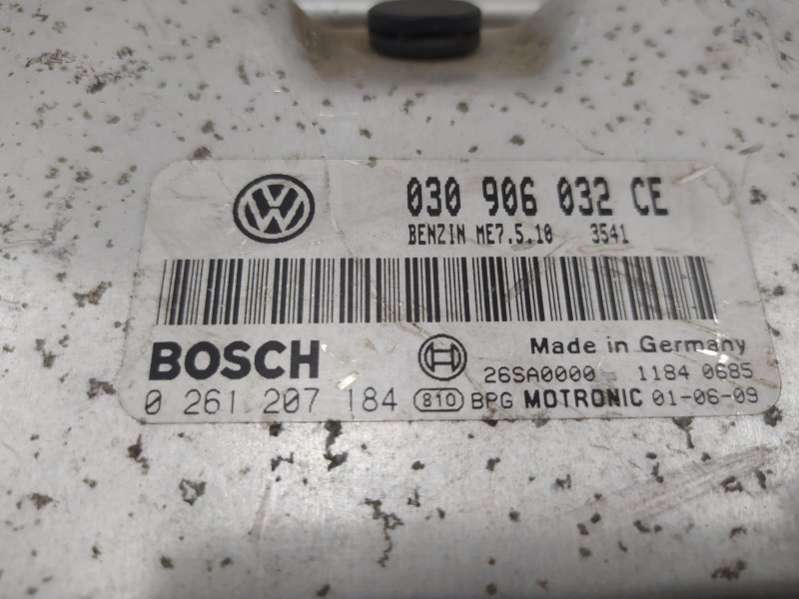 030 906 032 CE
BENZIN ME7.5.10 3541
BOSCH
Made in Germany
26SA0000 1184 0685
0 261 207 184 810 BPG MOTRONIC 01-06-09